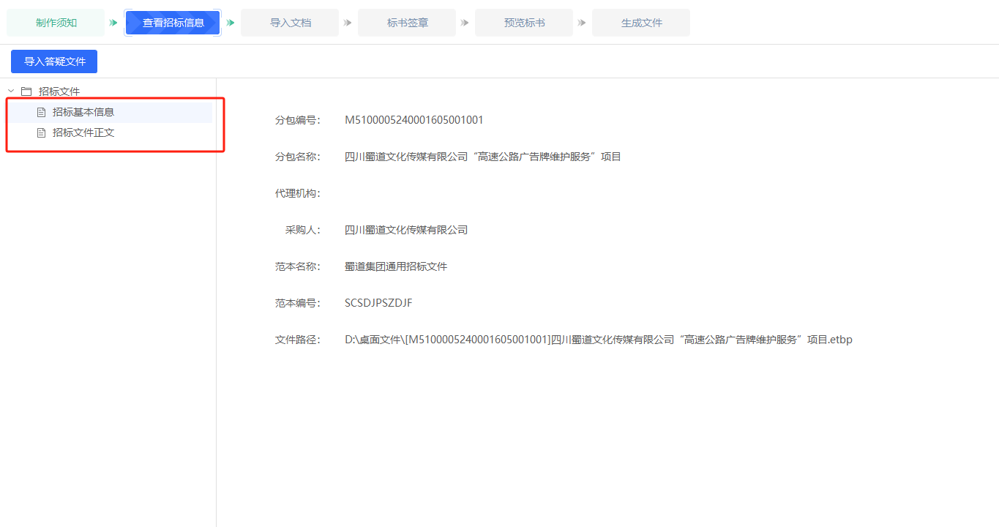 制作须知
查看招标信息
导入文档
标书签章
预览标书
生成文件
导入答疑文件
招标文件
招标基本信息
招标文件正文
分包编号： M5100005240001605001001
分包名称： 四川蜀道文化传媒有限公司“高速公路广告牌维护服务”项目
代理机构：
采购人： 四川蜀道文化传媒有限公司
范本名称： 蜀道集团通用招标文件
范本编号： SCSDJPSZDJF
文件路径： D:\桌面文件\[M5100005240001605001001]四川蜀道文化传媒有限公司“高速公路广告牌维护服务”项目.etbp